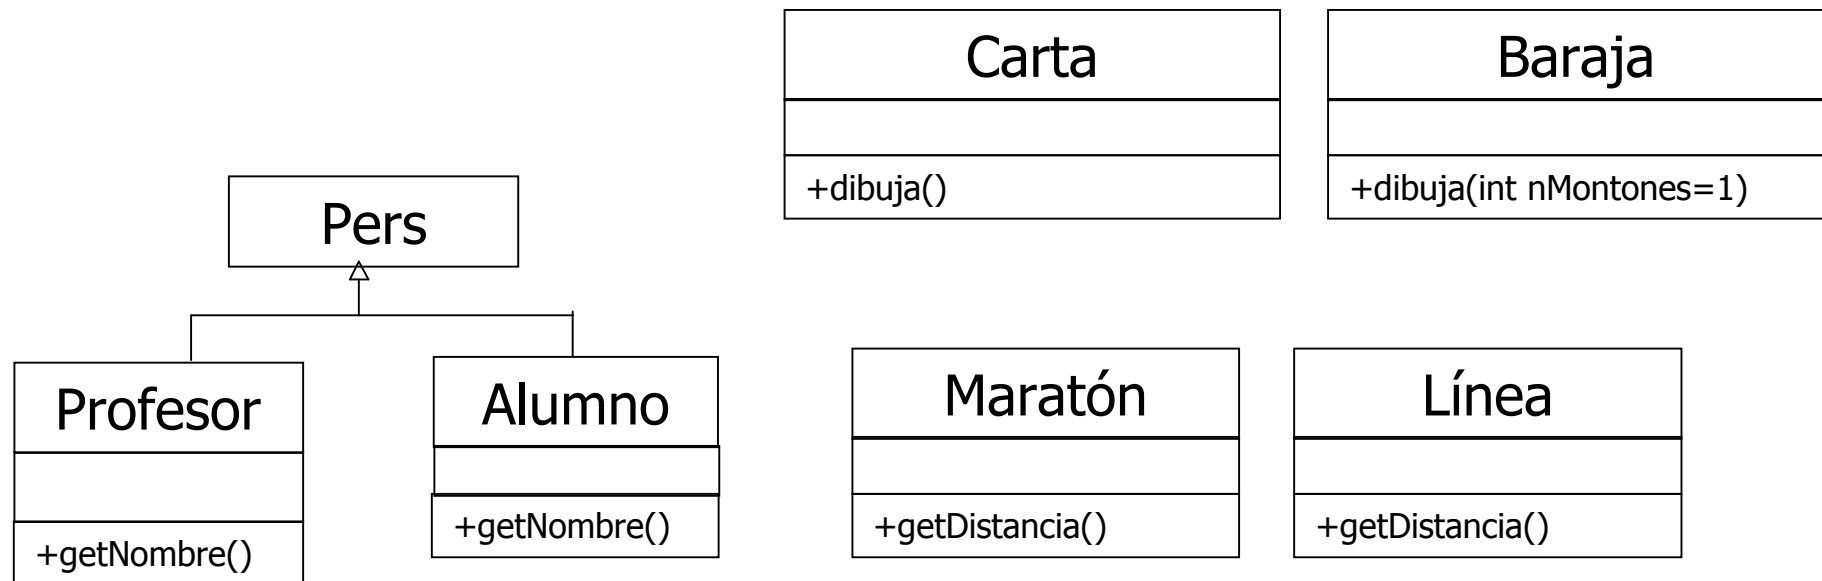 Carta
+dibuja()
Baraja
+dibuja(int nMontones=1)
Pers
Profesor
+getNombre()
Alumno
+getNombre()
Maratón
+getDistancia()
Línea
+getDistancia()